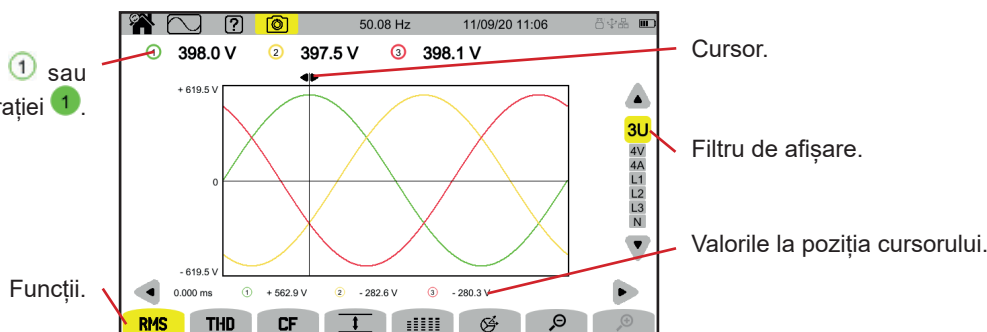 ? 50.08 Hz 11/09/20 11:06
1 398.0 V 2 397.5 V 3 398.1 V
Cursor.
1 sau
rației 1.
+ 619.5 V
3U
4V
4A
L1
L2
L3
N
Filtru de afișare.
0
- 619.5 V
Valorile la poziția cursorului.
Funcții.
0.000 ms 1 + 562.9 V 2 - 282.6 V 3 - 280.3 V
RMS THD CF